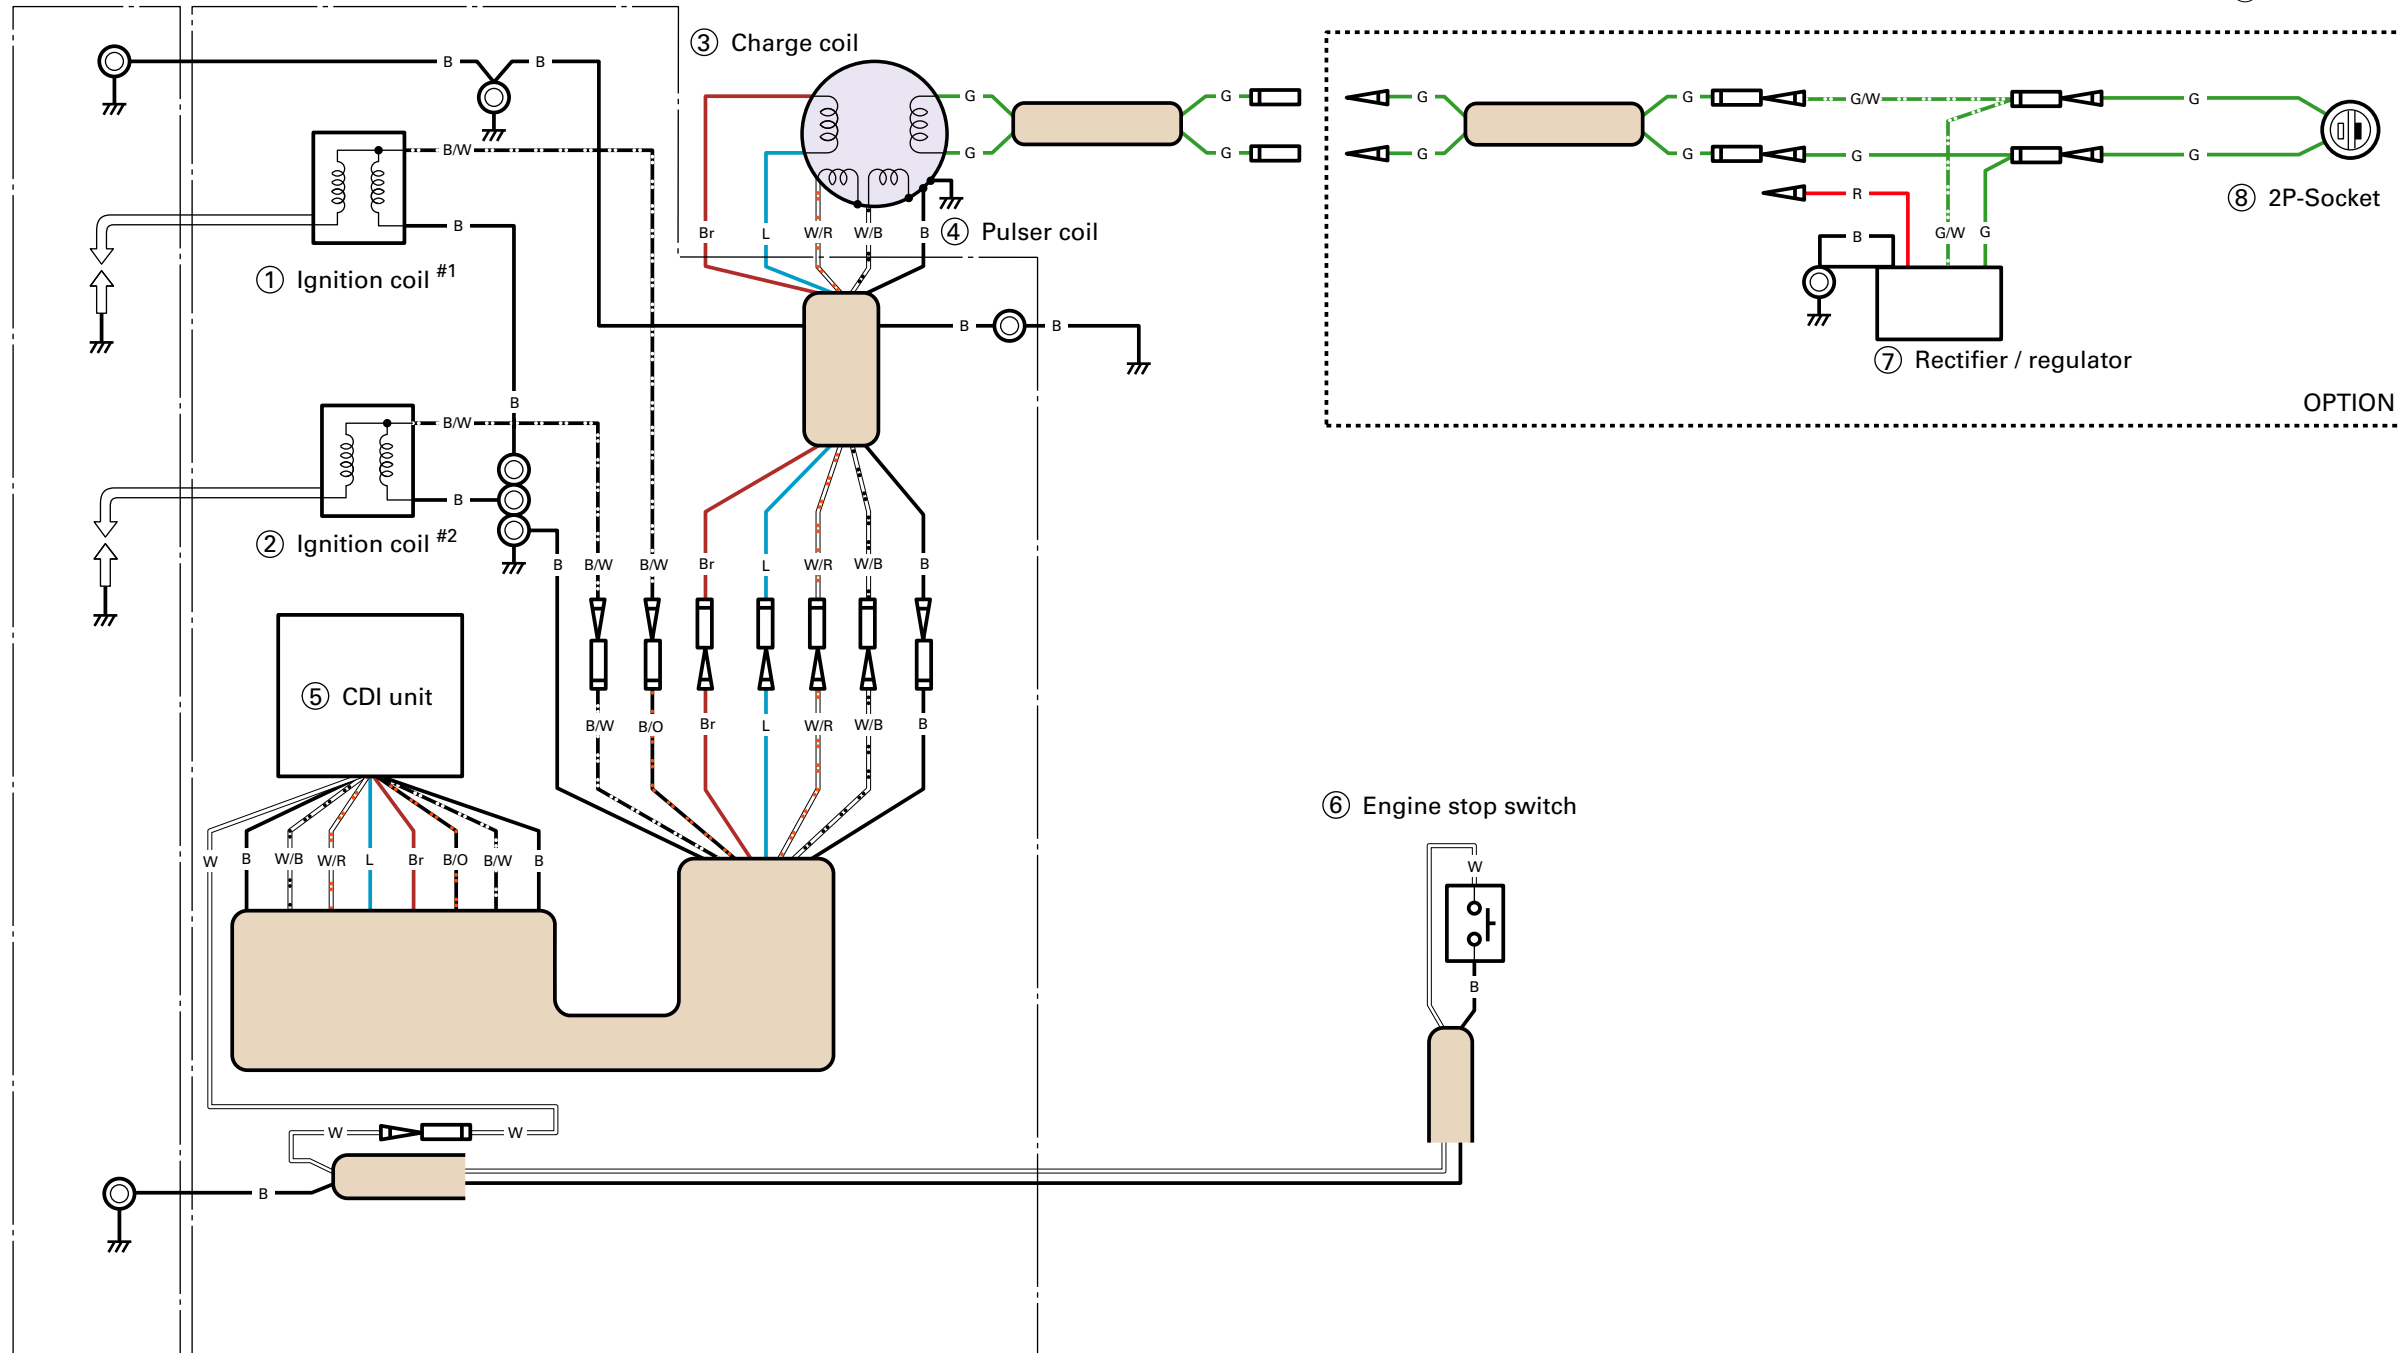 ③ Charge coil
B B
G G G G G/W G
B/W
G G G G G G
R
⑧ 2P-Socket
B
Br L W/R W/B B ④ Pulser coil
B G/W G
① Ignition coil #1
B B
⑦ Rectifier / regulator
B
OPTION
B/W
B
② Ignition coil #2
B B/W B/W Br L W/R W/B B
⑤ CDI unit
B/W B/O Br L W/R W/B B
⑥ Engine stop switch
W B W/B W/R L Br B/O B/W B
W
B
W W
B